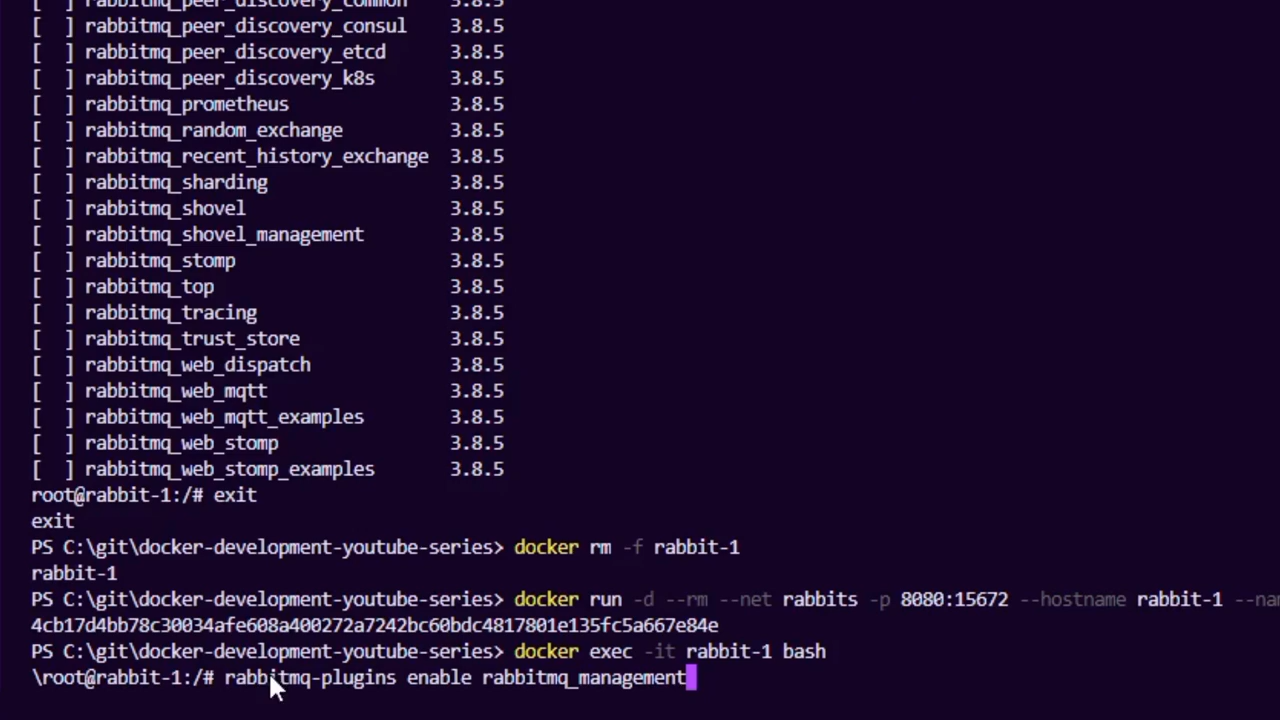 [ ] rabbitmq_peer_discovery_common 3.8.5
[ ] rabbitmq_peer_discovery_consul 3.8.5
[ ] rabbitmq_peer_discovery_etcd 3.8.5
[ ] rabbitmq_peer_discovery_k8s 3.8.5
[ ] rabbitmq_prometheus 3.8.5
[ ] rabbitmq_random_exchange 3.8.5
[ ] rabbitmq_recent_history_exchange 3.8.5
[ ] rabbitmq_sharding 3.8.5
[ ] rabbitmq_shovel 3.8.5
[ ] rabbitmq_shovel_management 3.8.5
[ ] rabbitmq_stomp 3.8.5
[ ] rabbitmq_top 3.8.5
[ ] rabbitmq_tracing 3.8.5
[ ] rabbitmq_trust_store 3.8.5
[ ] rabbitmq_web_dispatch 3.8.5
[ ] rabbitmq_web_mqtt 3.8.5
[ ] rabbitmq_web_mqtt_examples 3.8.5
[ ] rabbitmq_web_stomp 3.8.5
[ ] rabbitmq_web_stomp_examples 3.8.5
root@rabbit-1:/# exit
exit
PS C:\git\docker-development-youtube-series> docker rm -f rabbit-1
rabbit-1
PS C:\git\docker-development-youtube-series> docker run -d --rm --net rabbits -p 8080:15672 --hostname rabbit-1 --na
4cb17d4bb78c30034afe608a400272a7242bc60bdc4817801e135fc5a667e84e
PS C:\git\docker-development-youtube-series> docker exec -it rabbit-1 bash
\root@rabbit-1:/# rabbitmq-plugins enable rabbitmq_management